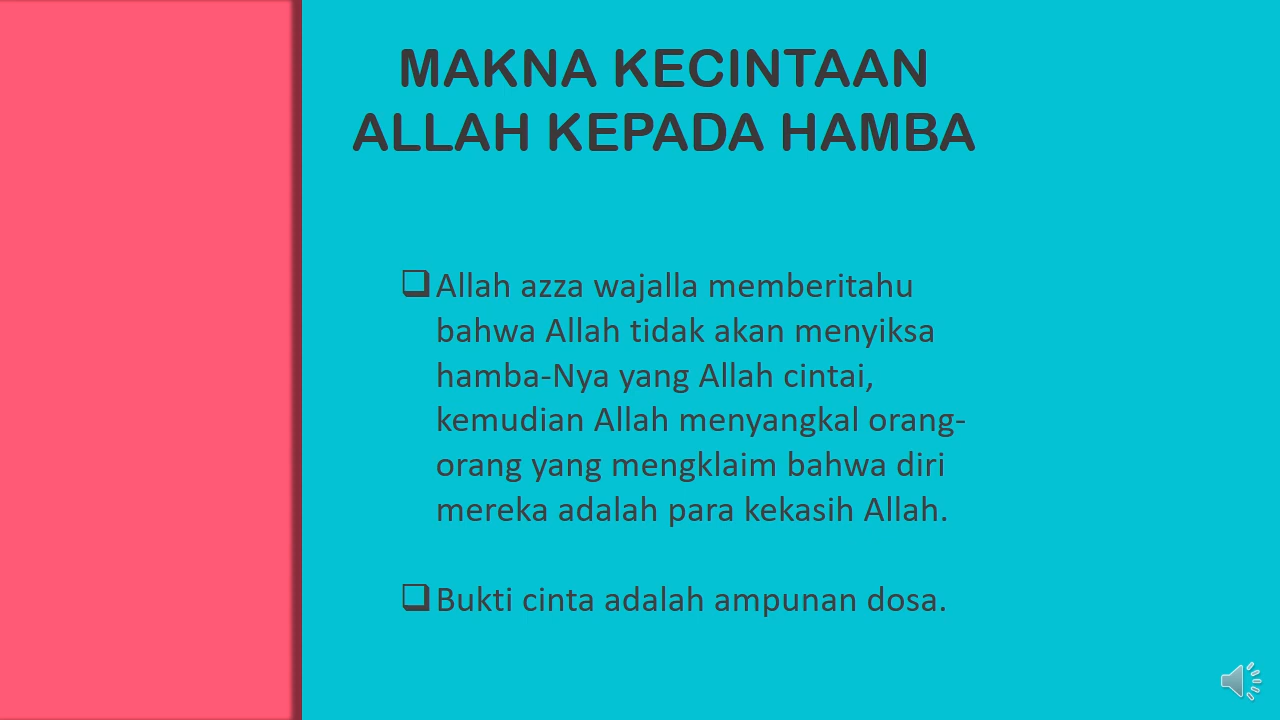 MAKNA KECINTAAN
ALLAH KEPADA HAMBA
Allah azza wajalla memberitahu
bahwa Allah tidak akan menyiksa
hamba-Nya yang Allah cintai,
kemudian Allah menyangkal orang-
orang yang mengklaim bahwa diri
mereka adalah para kekasih Allah.
Bukti cinta adalah ampunan dosa.